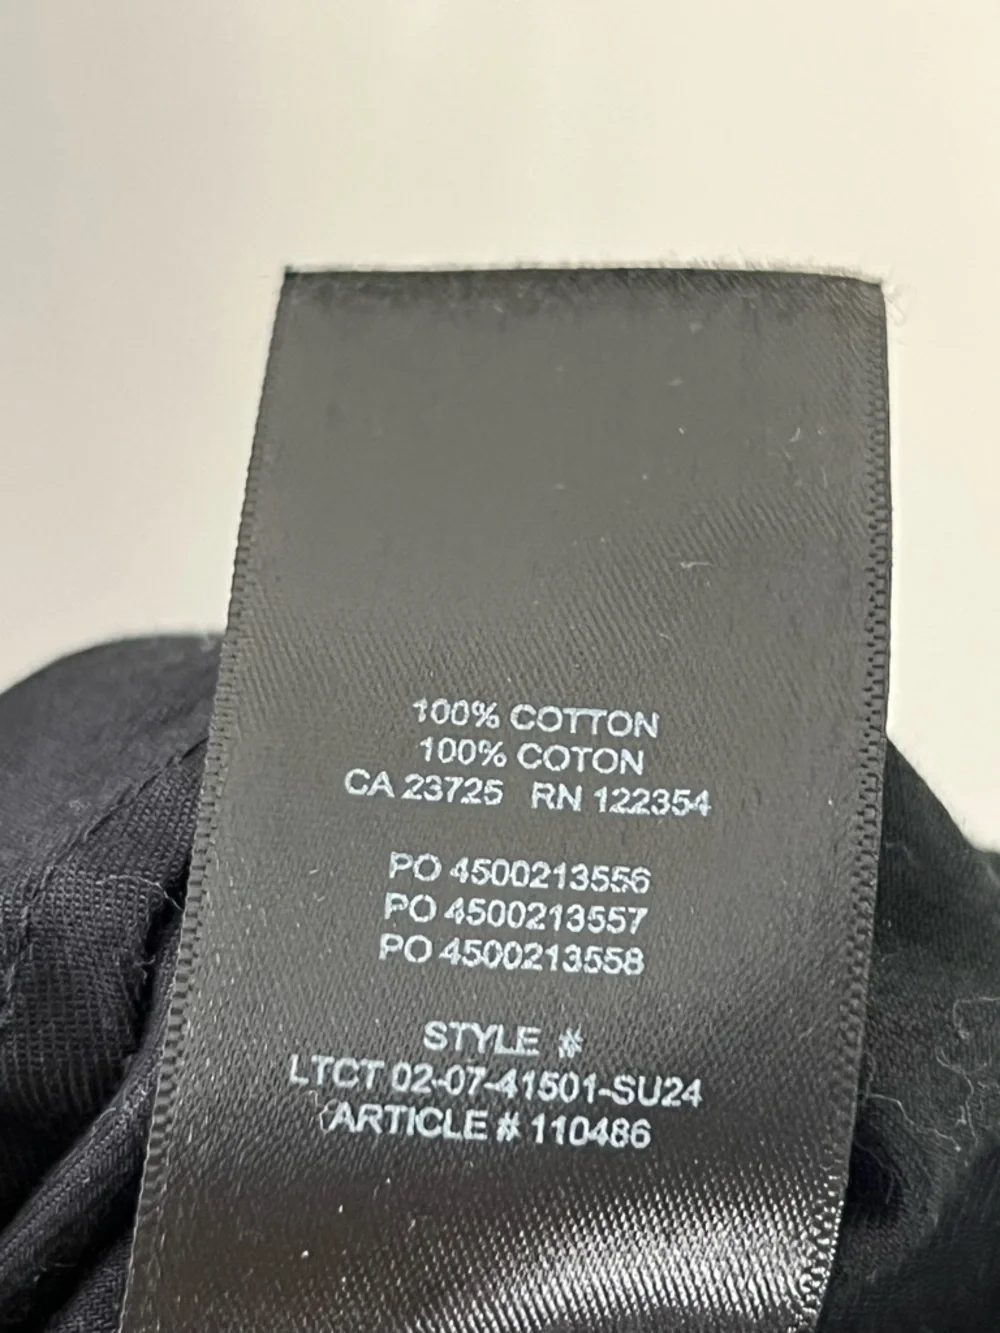 100% COTTON
100% COTON
CA 23725 RN 122354
PO 4500213556
PO 4500213557
PO 4500213558
STYLE #
LTCT 02-07-41501-SU24
ARTICLE # 110486